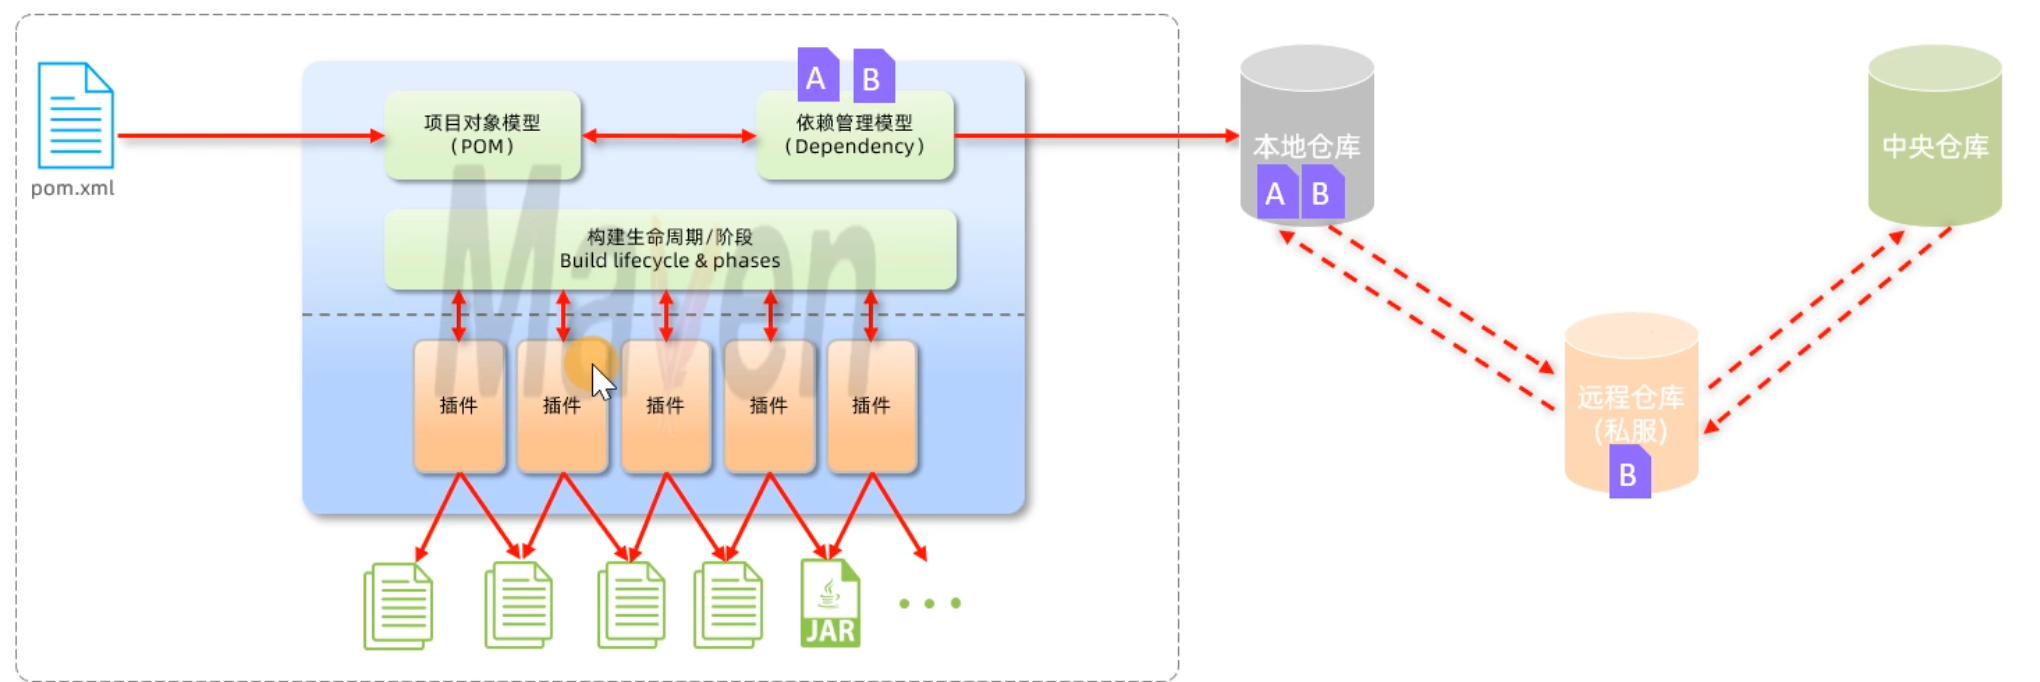 pom.xml
项目对象模型
（POM）
A
B
依赖管理模型
（Dependency）
构建生命周期/阶段
Build lifecycle & phases
Maven
插件
插件
插件
插件
插件
JAR
本地仓库
A
B
中央仓库
远程仓库
(私服)
B